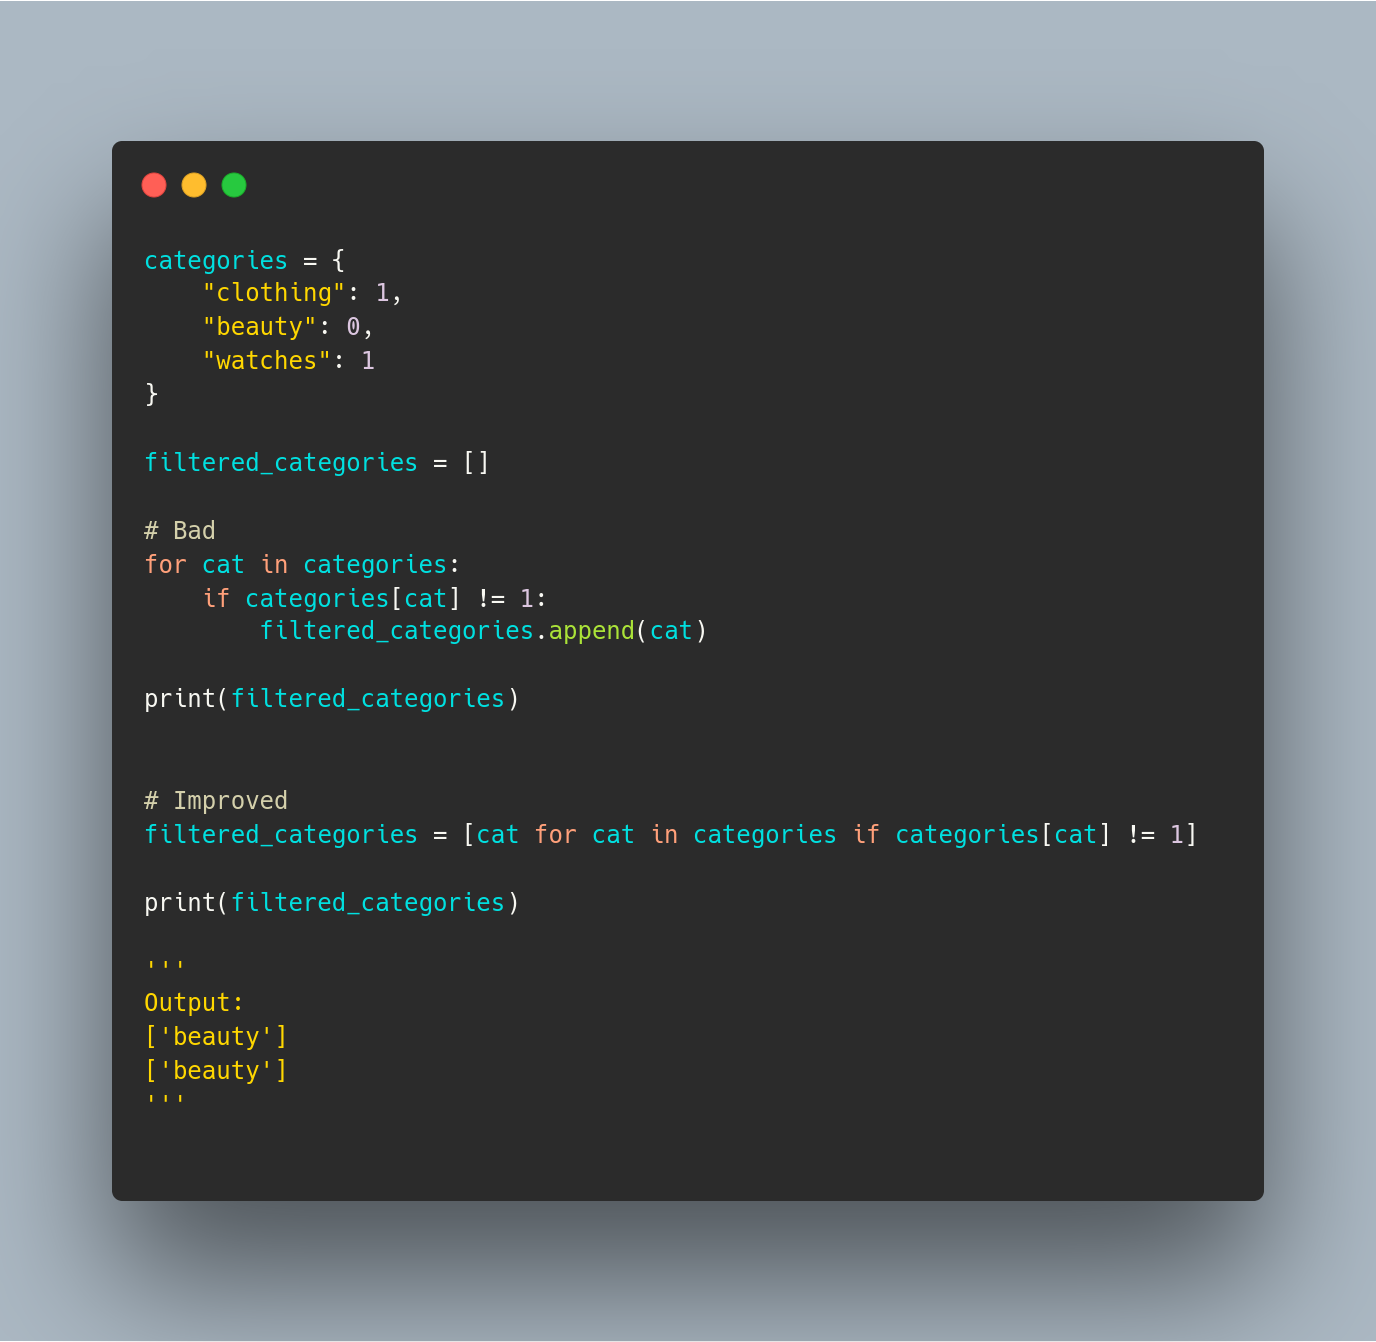 categories = {
    "clothing": 1,
    "beauty": 0,
    "watches": 1
}

filtered_categories = []

# Bad
for cat in categories:
    if categories[cat] != 1:
        filtered_categories.append(cat)

print(filtered_categories)


# Improved
filtered_categories = [cat for cat in categories if categories[cat] != 1]

print(filtered_categories)

'''
Output:
['beauty']
['beauty']
'''